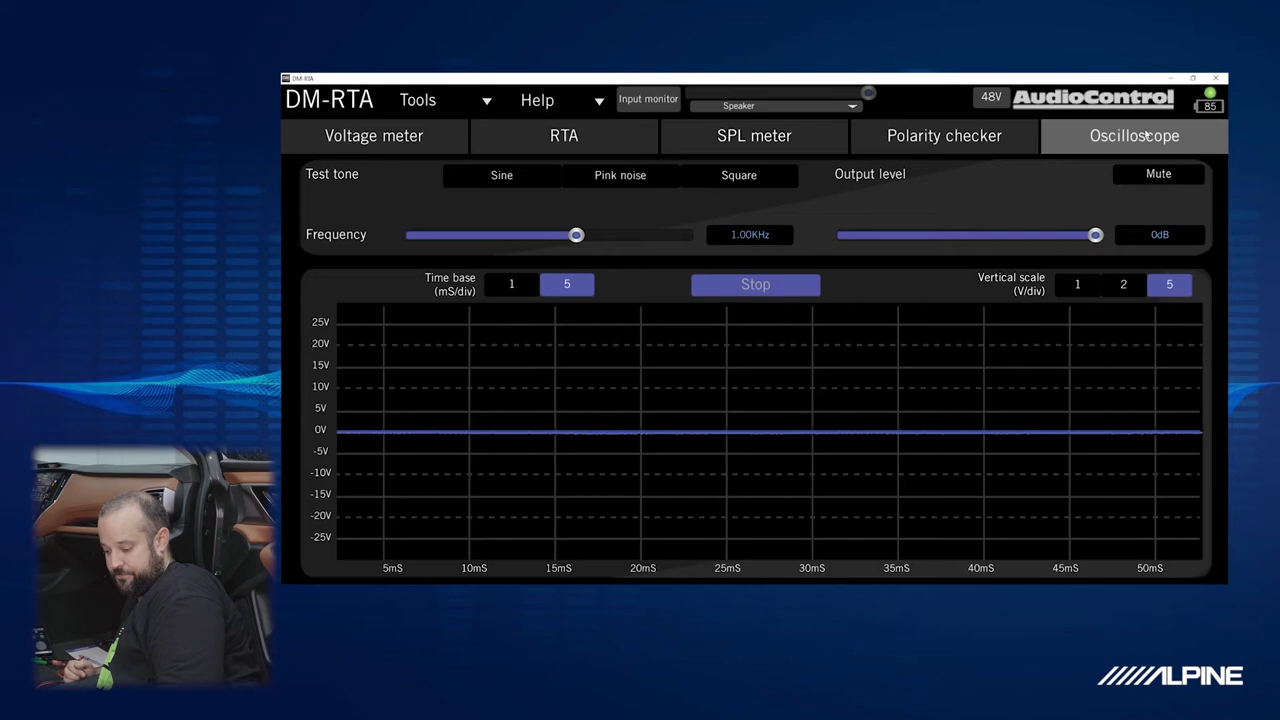 DM-RTA
DM-RTA Tools Help Input monitor Speaker 48V AudioControl 85
Voltage meter RTA SPL meter Polarity checker Oscilloscope
Test tone Sine Pink noise Square Output level Mute
Frequency 1.00KHz 0dB
Time base
(mS/div)
1 5 Stop
Vertical scale
(V/div)
1 2 5
25V
20V
15V
10V
5V
0V
-5V
-10V
-15V
-20V
-25V
5mS 10mS 15mS 20mS 25mS 30mS 35mS 40mS 45mS 50mS
ALPINE